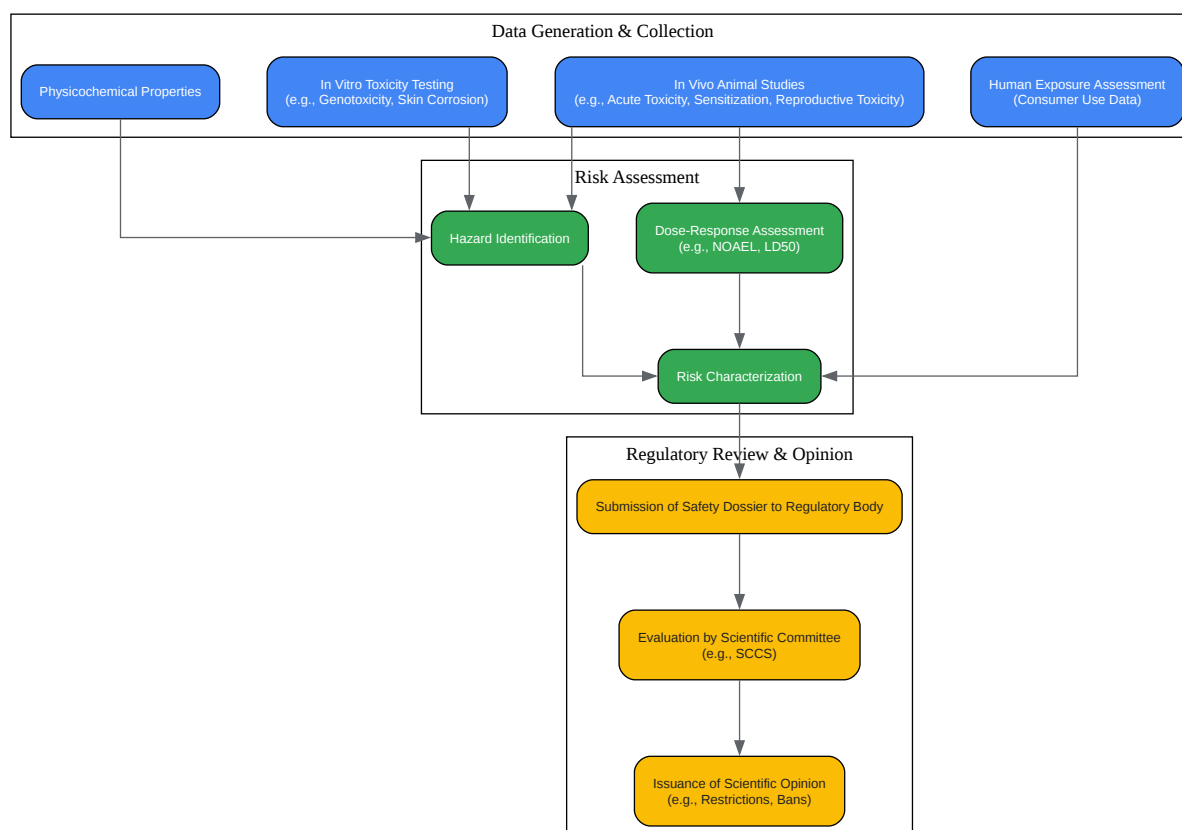 Data Generation & Collection
Physicochemical Properties
In Vitro Toxicity Testing
(e.g., Genotoxicity, Skin Corrosion)
In Vivo Animal Studies
(e.g., Acute Toxicity, Sensitization, Reproductive Toxicity)
Human Exposure Assessment
(Consumer Use Data)
Risk Assessment
Hazard Identification
Dose-Response Assessment
(e.g., NOAEL, LD50)
Risk Characterization
Regulatory Review & Opinion
Submission of Safety Dossier to Regulatory Body
Evaluation by Scientific Committee
(e.g., SCCS)
Issuance of Scientific Opinion
(e.g., Restrictions, Bans)